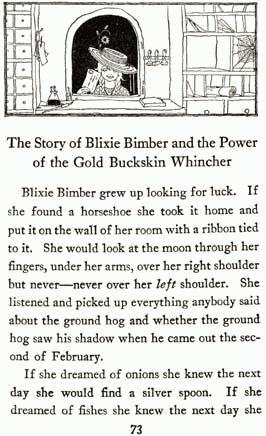 The Story of Blixie Bimber and the Power
of the Gold Buckskin Whincher
Blixie Bimber grew up looking for luck. If
she found a horseshoe she took it home and
put it on the wall of her room with a ribbon tied
to it. She would look at the moon through her
fingers, under her arms, over her right shoulder
but never—never over her left shoulder. She
listened and picked up everything anybody said
about the ground hog and whether the ground
hog saw his shadow when he came out the sec-
ond of February.
If she dreamed of onions she knew the next
day she would find a silver spoon. If she
dreamed of fishes she knew the next day she
73